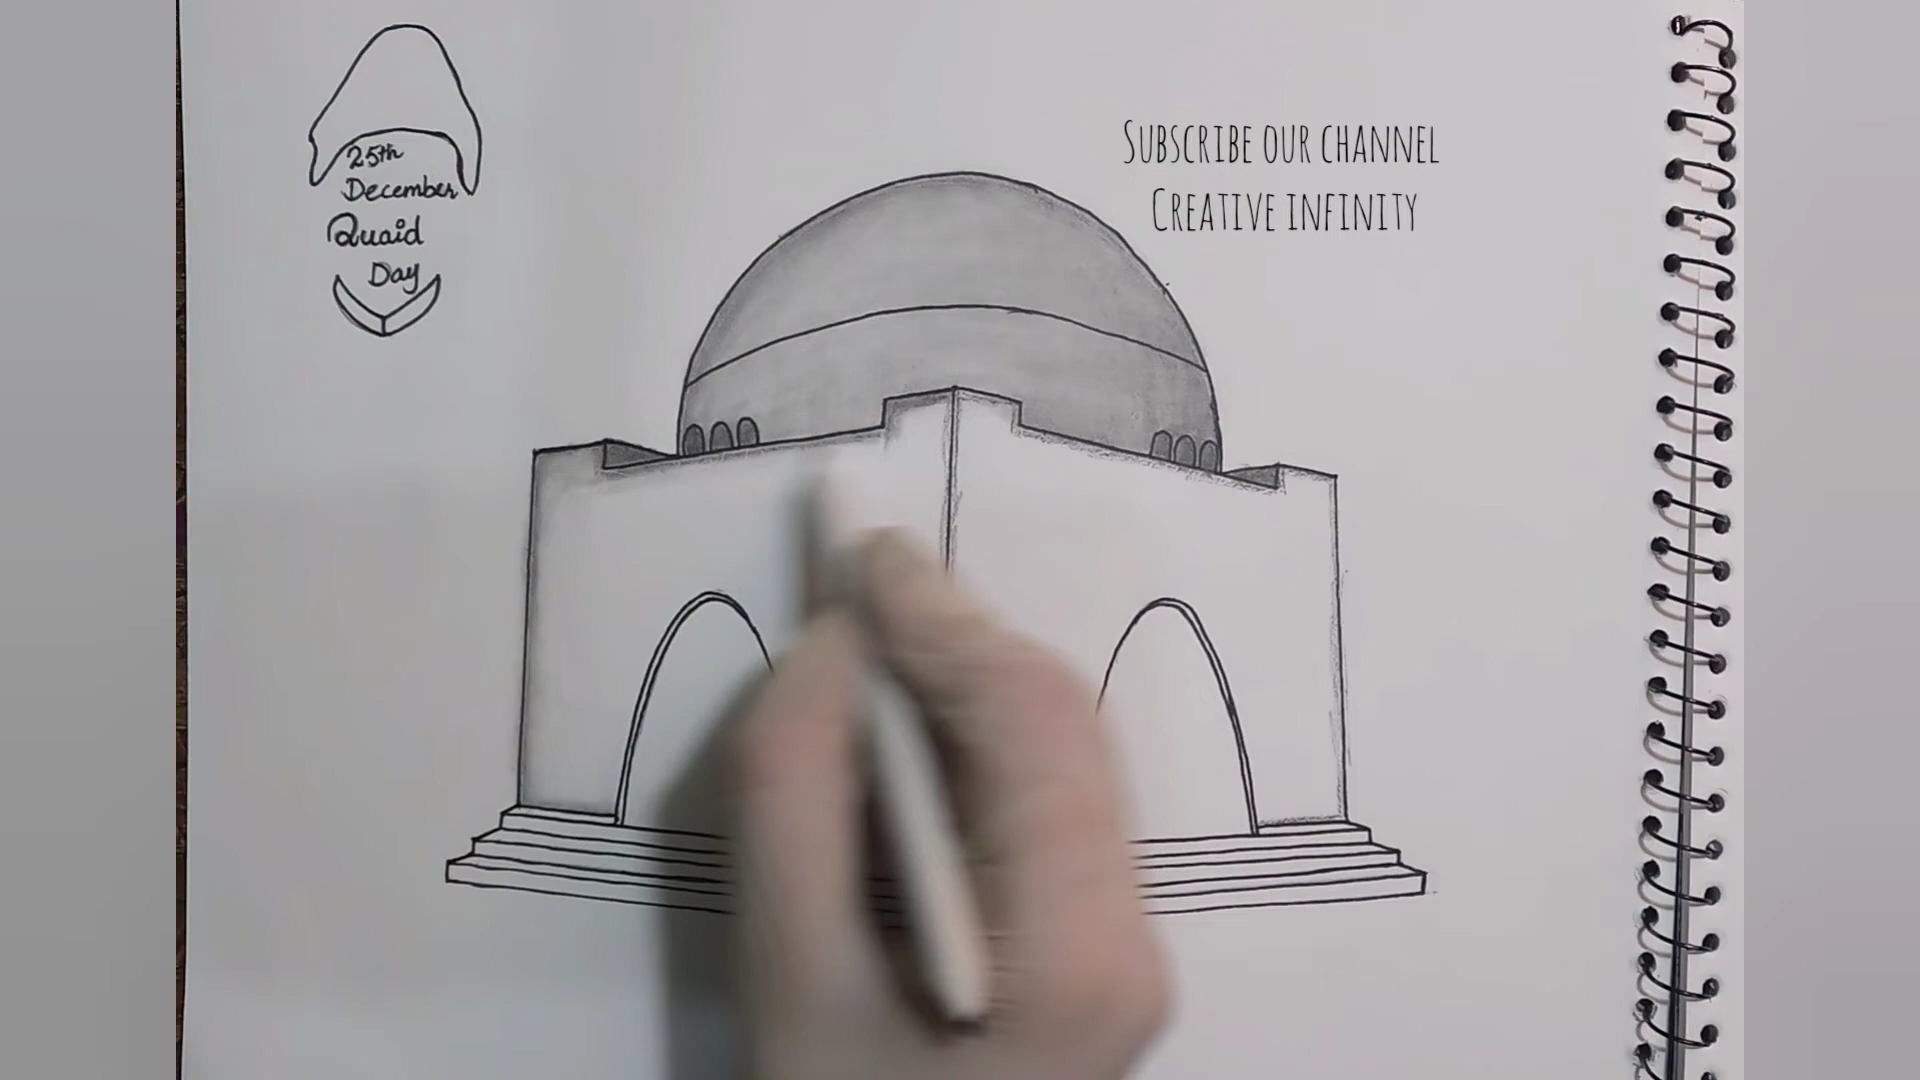 25th
December
Quaid
Day
SUBSCRIBE OUR CHANNEL
CREATIVE INFINITY